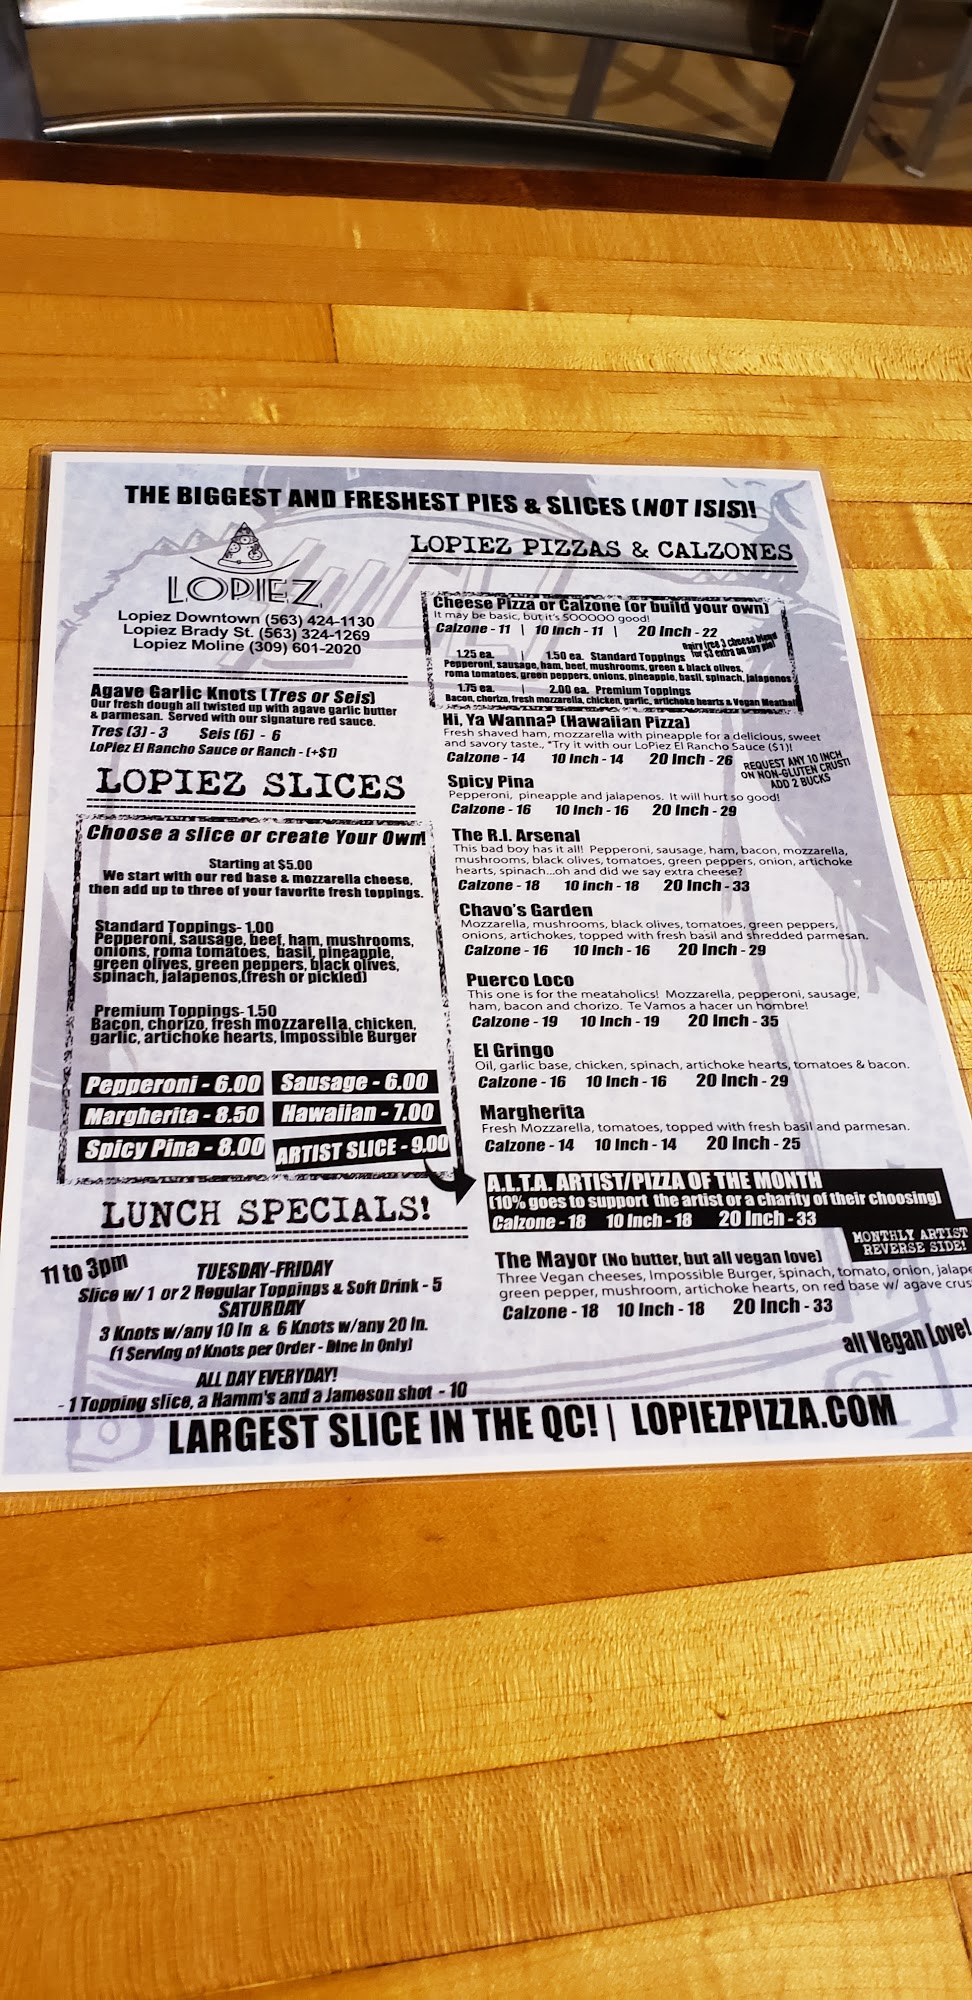 THE BIGGEST AND FRESHEST PIES & SLICES (NOT ISIS)!
LOPIEZ
Lopiez Downtown (563) 424-1130
Lopiez Brady St. (563) 324-1269
Lopiez Moline (309) 601-2020
Agave Garlic Knots (Tres or Seis)
Our fresh dough all twisted up with agave garlic butter
& parmesan. Served with our signature red sauce.
Tres (3) - 3 Seis (6) - 6
LoPiez El Rancho Sauce or Ranch - (+$1)
LOPIEZ SLICES
Choose a slice or create Your Own
Starting at $5.00
We start with our red base & mozzarella cheese,
then add up to three of your favorite fresh toppings.
Standard Toppings- 1.00
Pepperoni, sausage, beef, ham, mushrooms,
onions, roma tomatoes, basil, pineapple,
green olives, green peppers, black olives,
spinach, jalapenos,(fresh or pickled)
Premium Toppings- 1.50
Bacon, chorizo, fresh mozzarella, chicken,
garlic, artichoke hearts, Impossible Burger
Pepperoni - 6.00 Sausage - 6.00
Margherita - 8.50 Hawaiian - 7.00
Spicy Pina - 8.00 ARTIST SLICE - 9.00
LUNCH SPECIALS!
11 to 3pm
TUESDAY-FRIDAY
Slice w/ 1 or 2 Regular Toppings & Soft Drink - 5
SATURDAY
3 Knots w/any 10 In & 6 Knots w/any 20 In.
(1 Serving of Knots per Order - Dine In Only)
ALL DAY EVERYDAY!
- 1 Topping slice, a Hamm's and a Jameson shot - 10
LOPIEZ PIZZAS & CALZONES
Cheese Pizza or Calzone (or build your own)
It may be basic, but it's SOOOOO good!
Calzone - 11 | 10 Inch - 11 | 20 Inch - 22
Dairy free 3 cheese blend
for $3 extra on any pie!
1.25 ea. | 1.50 ea. Standard Toppings
Pepperoni, sausage, ham, beef, mushrooms, green & black olives,
roma tomatoes, green peppers, onions, pineapple, basil, spinach, jalapenos
1.75 ea. | 2.00 ea. Premium Toppings
Bacon, chorizo, fresh mozzarella, chicken, garlic, artichoke hearts & Vegan Meatball
Hi, Ya Wanna? (Hawaiian Pizza)
Fresh shaved ham, mozzarella with pineapple for a delicious, sweet
and savory taste., *Try it with our LoPiez El Rancho Sauce ($1)!
Calzone - 14 10 Inch - 14 20 Inch - 26
REQUEST ANY 10 INCH
ON NON-GLUTEN CRUST!
ADD 2 BUCKS
Spicy Pina
Pepperoni, pineapple and jalapenos. It will hurt so good!
Calzone - 16 10 Inch - 16 20 Inch - 29
The R.I. Arsenal
This bad boy has it all! Pepperoni, sausage, ham, bacon, mozzarella,
mushrooms, black olives, tomatoes, green peppers, onion, artichoke
hearts, spinach...oh and did we say extra cheese?
Calzone - 18 10 inch - 18 20 Inch - 33
Chavo's Garden
Mozzarella, mushrooms, black olives, tomatoes, green peppers,
onions, artichokes, topped with fresh basil and shredded parmesan.
Calzone - 16 10 Inch - 16 20 Inch - 29
Puerco Loco
This one is for the meataholics! Mozzarella, pepperoni, sausage,
ham, bacon and chorizo. Te Vamos a hacer un hombre!
Calzone - 19 10 Inch - 19 20 Inch - 35
El Gringo
Oil, garlic base, chicken, spinach, artichoke hearts, tomatoes & bacon.
Calzone - 16 10 Inch - 16 20 Inch - 29
Margherita
Fresh Mozzarella, tomatoes, topped with fresh basil and parmesan.
Calzone - 14 10 Inch - 14 20 Inch - 25
A.L.T.A. ARTIST/PIZZA OF THE MONTH
(10% goes to support the artist or a charity of their choosing)
Calzone - 18 10 Inch - 18 20 Inch - 33
MONTHLY ARTIST
REVERSE SIDE!
The Mayor (No butter, but all vegan love)
Three Vegan cheeses, Impossible Burger, spinach, tomato, onion, jalape
green pepper, mushroom, artichoke hearts, on red base w/ agave crus
Calzone - 18 10 Inch - 18 20 Inch - 33
all Vegan Love!
LARGEST SLICE IN THE QC! | LOPIEZPIZZA.COM